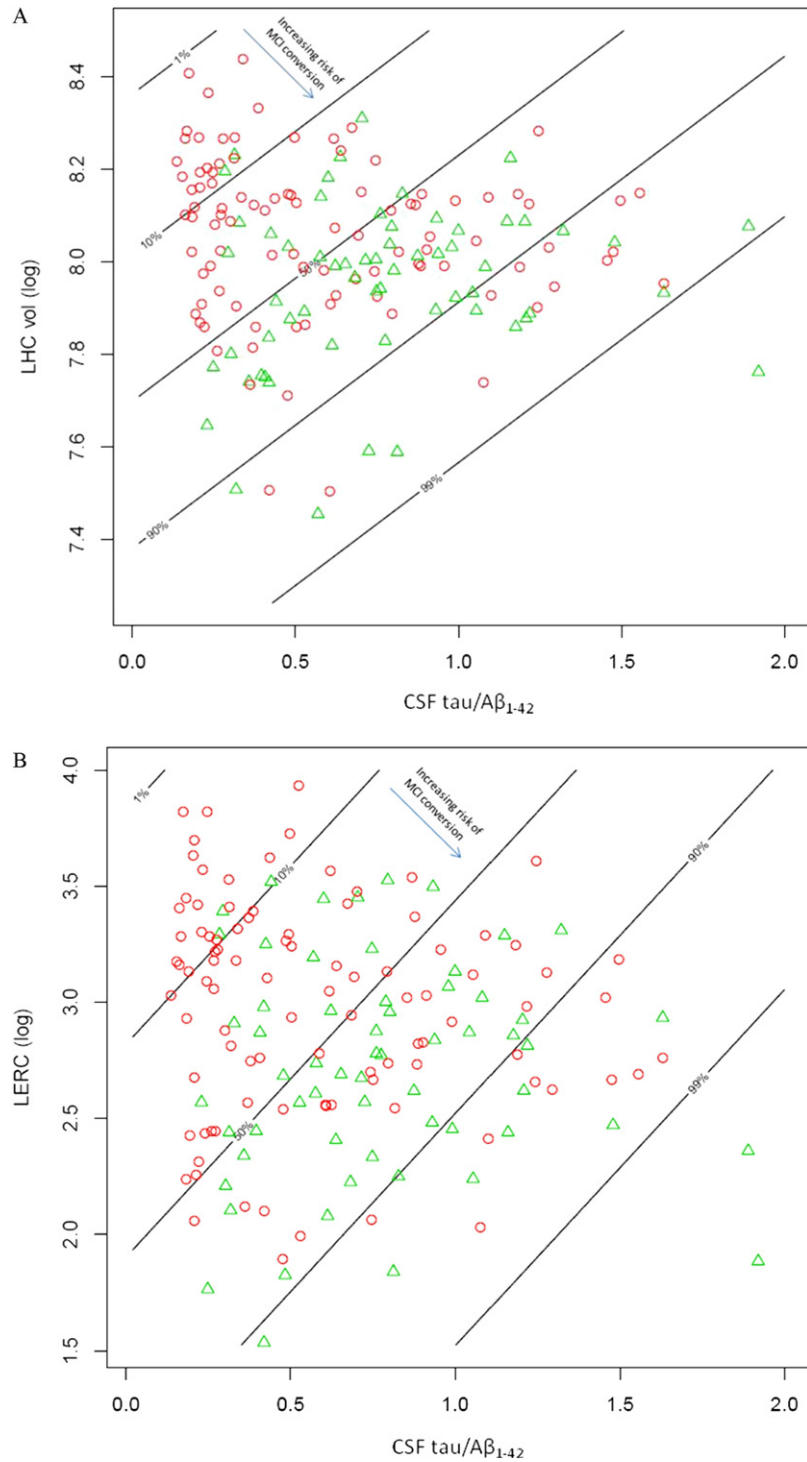 A
Increasing risk of
MCI conversion
1%
10%
50%
90%
99%
8.4
8.2
8.0
7.8
7.6
7.4
LHC vol (log)
0.0 0.5 1.0 1.5 2.0
CSF tau/Aβ₁₋₄₂
B
Increasing risk of
MCI conversion
1%
10%
50%
90%
99%
4.0
3.5
3.0
2.5
2.0
1.5
LERC (log)
0.0 0.5 1.0 1.5 2.0
CSF tau/Aβ₁₋₄₂